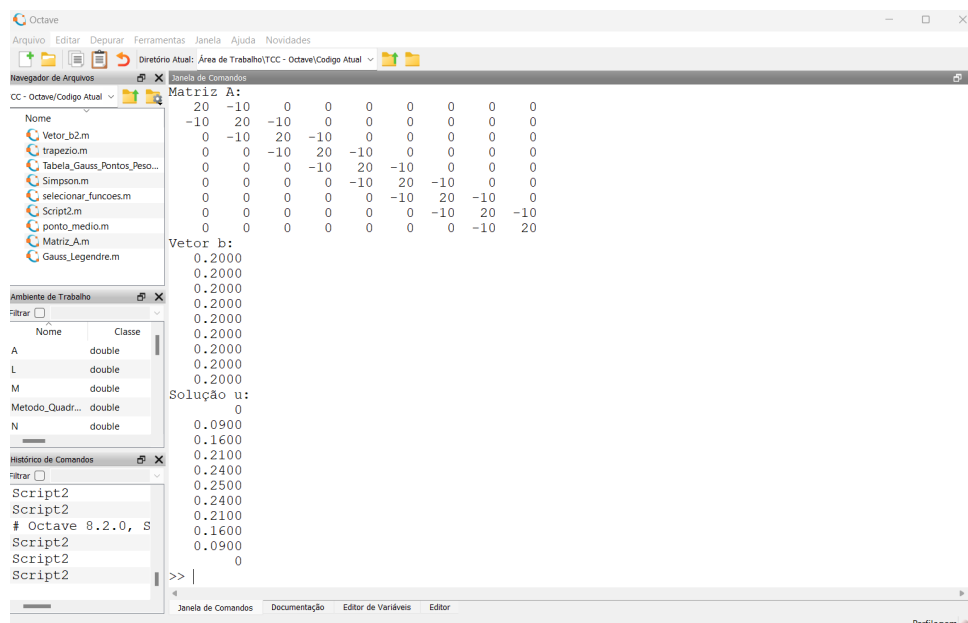 Octave
Arquivo Editar Depurar Ferramentas Janela Ajuda Novidades
Diretório Atual: Área de Trabalho\TCC - Octave\Codigo Atual
Navegador de Arquivos
CC - Octave/Codigo Atual
Nome
Vetor_b2.m
trapezio.m
Tabela_Gauss_Pontos_Peso...
Simpson.m
selecionar_funcoes.m
Script2.m
ponto_medio.m
Matriz_A.m
Gauss_Legendre.m
Ambiente de Trabalho
Filtrar
Nome Classe
A double
L double
M double
Metodo_Quadr... double
N double
Histórico de Comandos
Filtrar
Script2
Script2
# Octave 8.2.0, S
Script2
Script2
Script2
Janela de Comandos
Matriz A:
20 -10 0 0 0 0 0 0 0
-10 20 -10 0 0 0 0 0 0
0 -10 20 -10 0 0 0 0 0
0 0 -10 20 -10 0 0 0 0
0 0 0 -10 20 -10 0 0 0
0 0 0 0 -10 20 -10 0 0
0 0 0 0 0 -10 20 -10 0
0 0 0 0 0 0 -10 20 -10
0 0 0 0 0 0 0 -10 20
Vetor b:
0.2000
0.2000
0.2000
0.2000
0.2000
0.2000
0.2000
0.2000
0.2000
Solução u:
0
0.0900
0.1600
0.2100
0.2400
0.2500
0.2400
0.2100
0.1600
0.0900
0
>>
Janela de Comandos Documentação Editor de Variáveis Editor